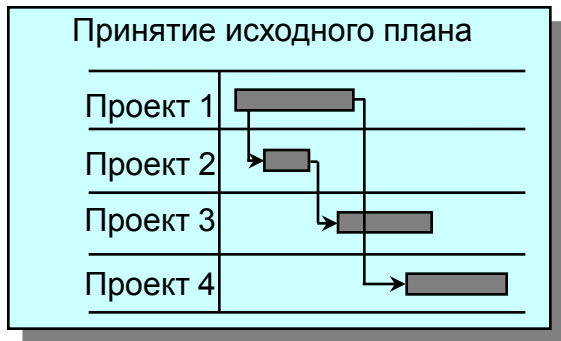 Принятие исходного плана
Проект 1
Проект 2
Проект 3
Проект 4